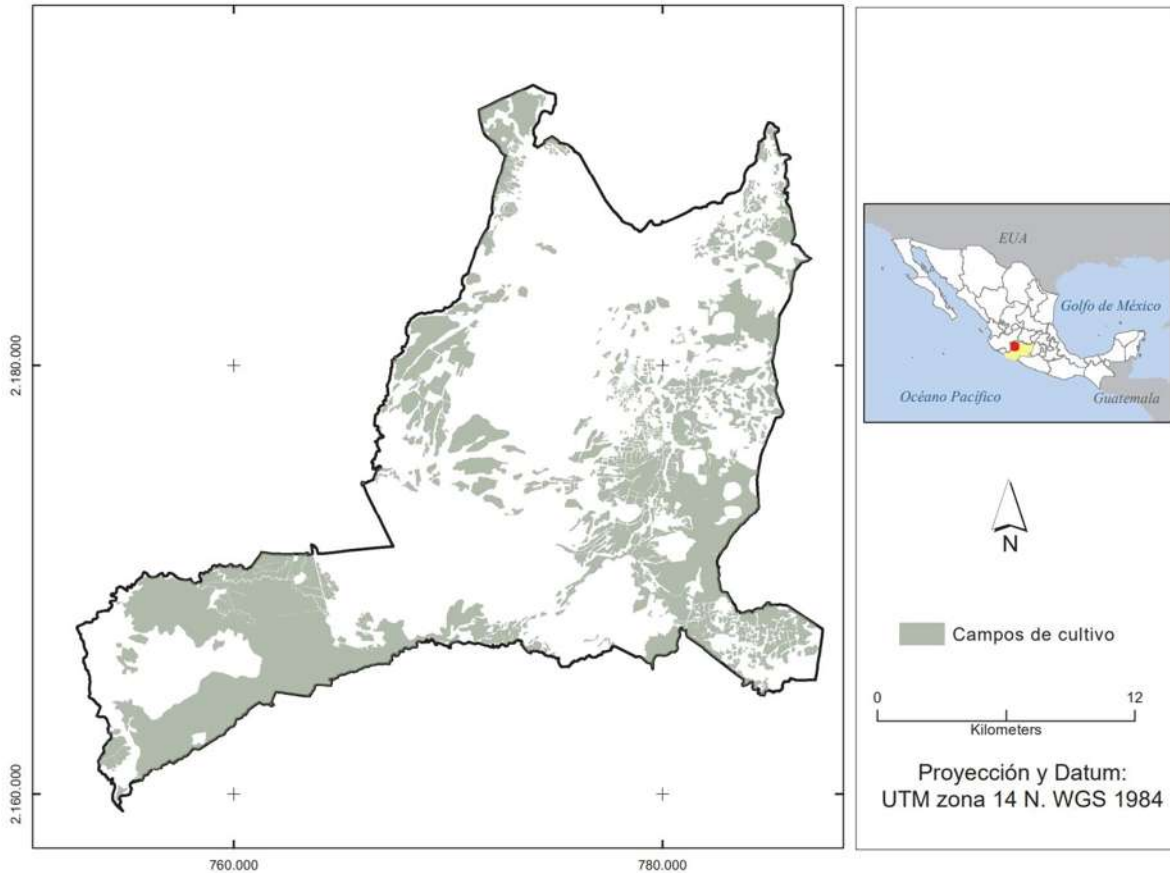 2.180.000
2.160.000
760.000
780.000
EUA
Golfo de México
Océano Pacífico
Guatemala
N
Campos de cultivo
0 12
Kilometers
Proyección y Datum:
UTM zona 14 N. WGS 1984